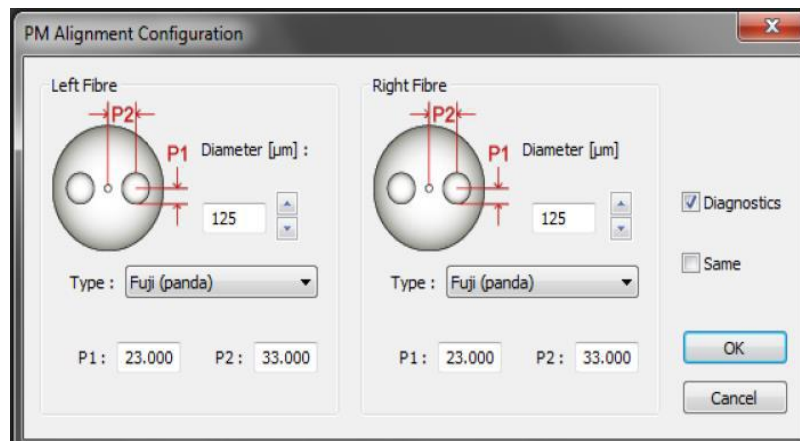 PM Alignment Configuration
Left Fibre
P2
P1
Diameter [µm] :
125
Type :
Fuji (panda)
P1 :
23.000
P2 :
33.000
Right Fibre
P2
P1
Diameter [µm]
125
Type :
Fuji (panda)
P1 :
23.000
P2 :
33.000
Diagnostics
Same
OK
Cancel